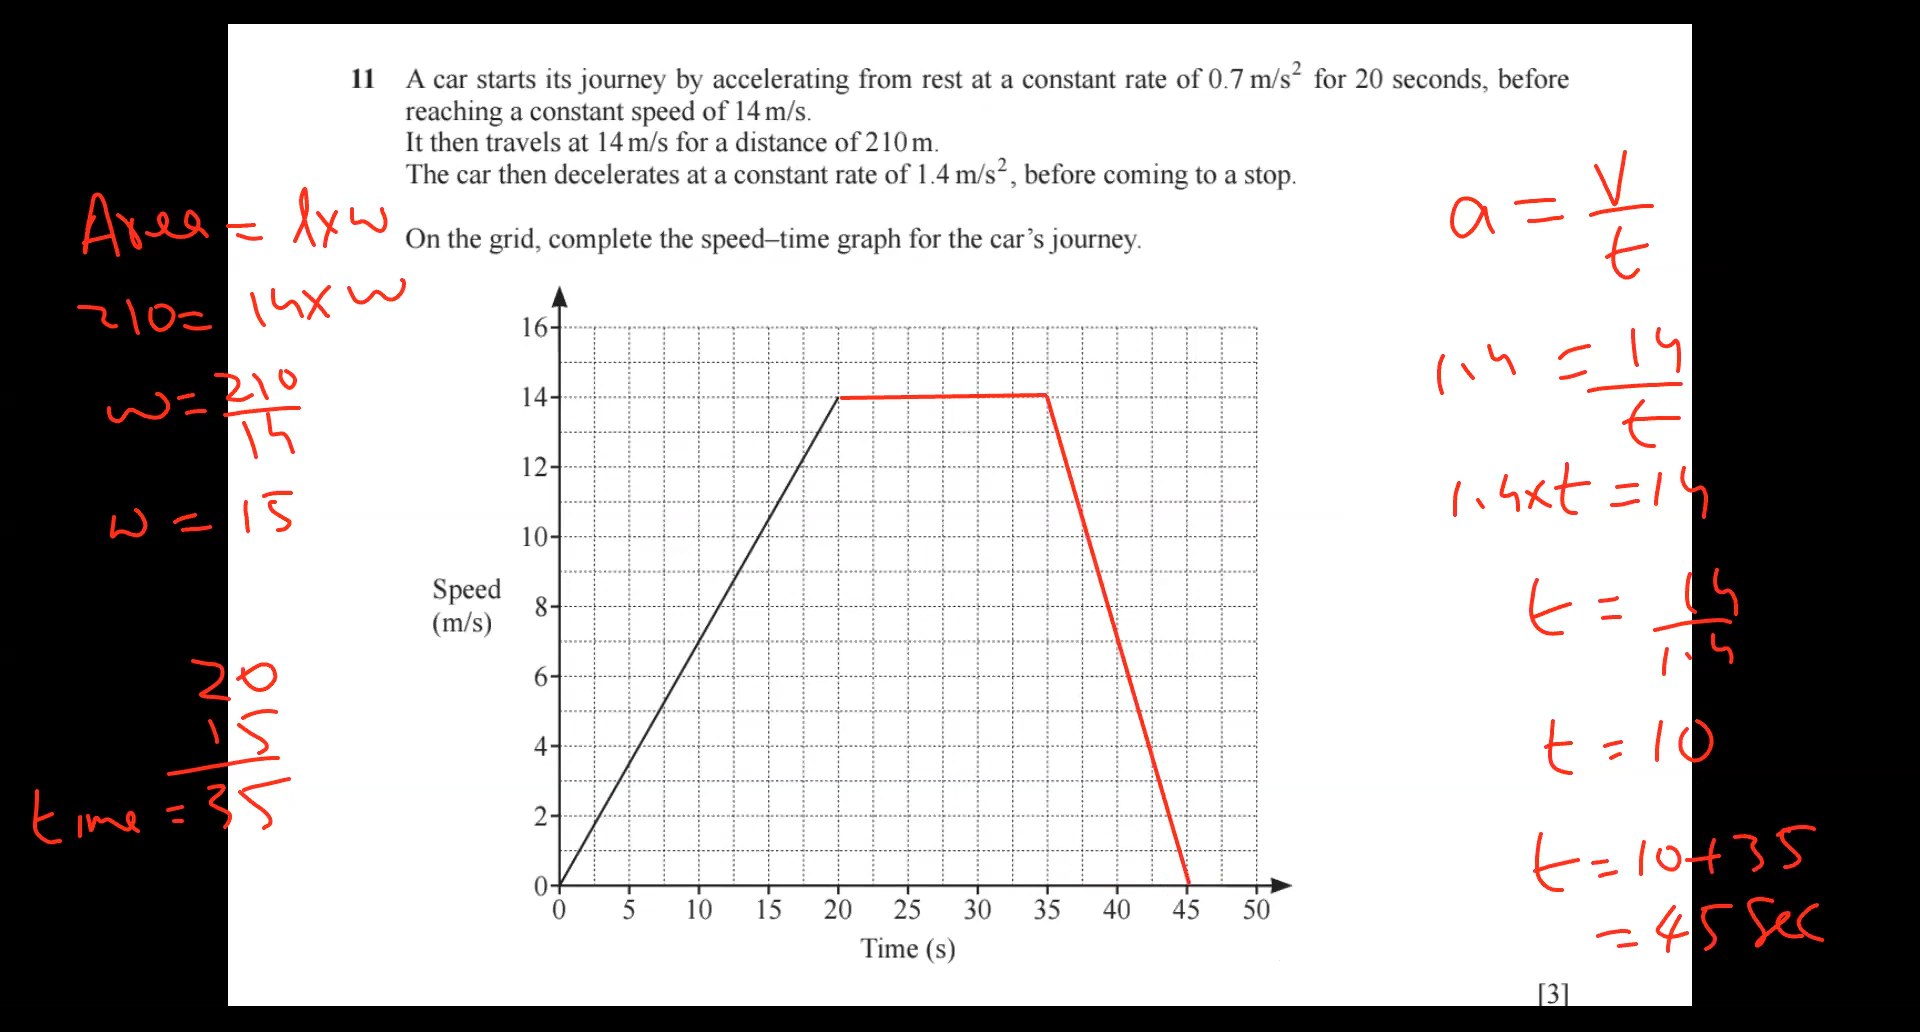 11 A car starts its journey by accelerating from rest at a constant rate of 0.7 m/s² for 20 seconds, before
reaching a constant speed of 14 m/s.
It then travels at 14 m/s for a distance of 210 m.
The car then decelerates at a constant rate of 1.4 m/s², before coming to a stop.
On the grid, complete the speed–time graph for the car's journey.
Area = l×w
210 = 14×w
w = 210/14
w = 15
20
15
time = 35
16
14
12
10
8
6
4
2
0
Speed
(m/s)
0 5 10 15 20 25 30 35 40 45 50
Time (s)
a = V/t
1.4 = 14/t
1.4×t = 14
t = 14/1.4
t = 10
t = 10+35
= 45 sec
[3]